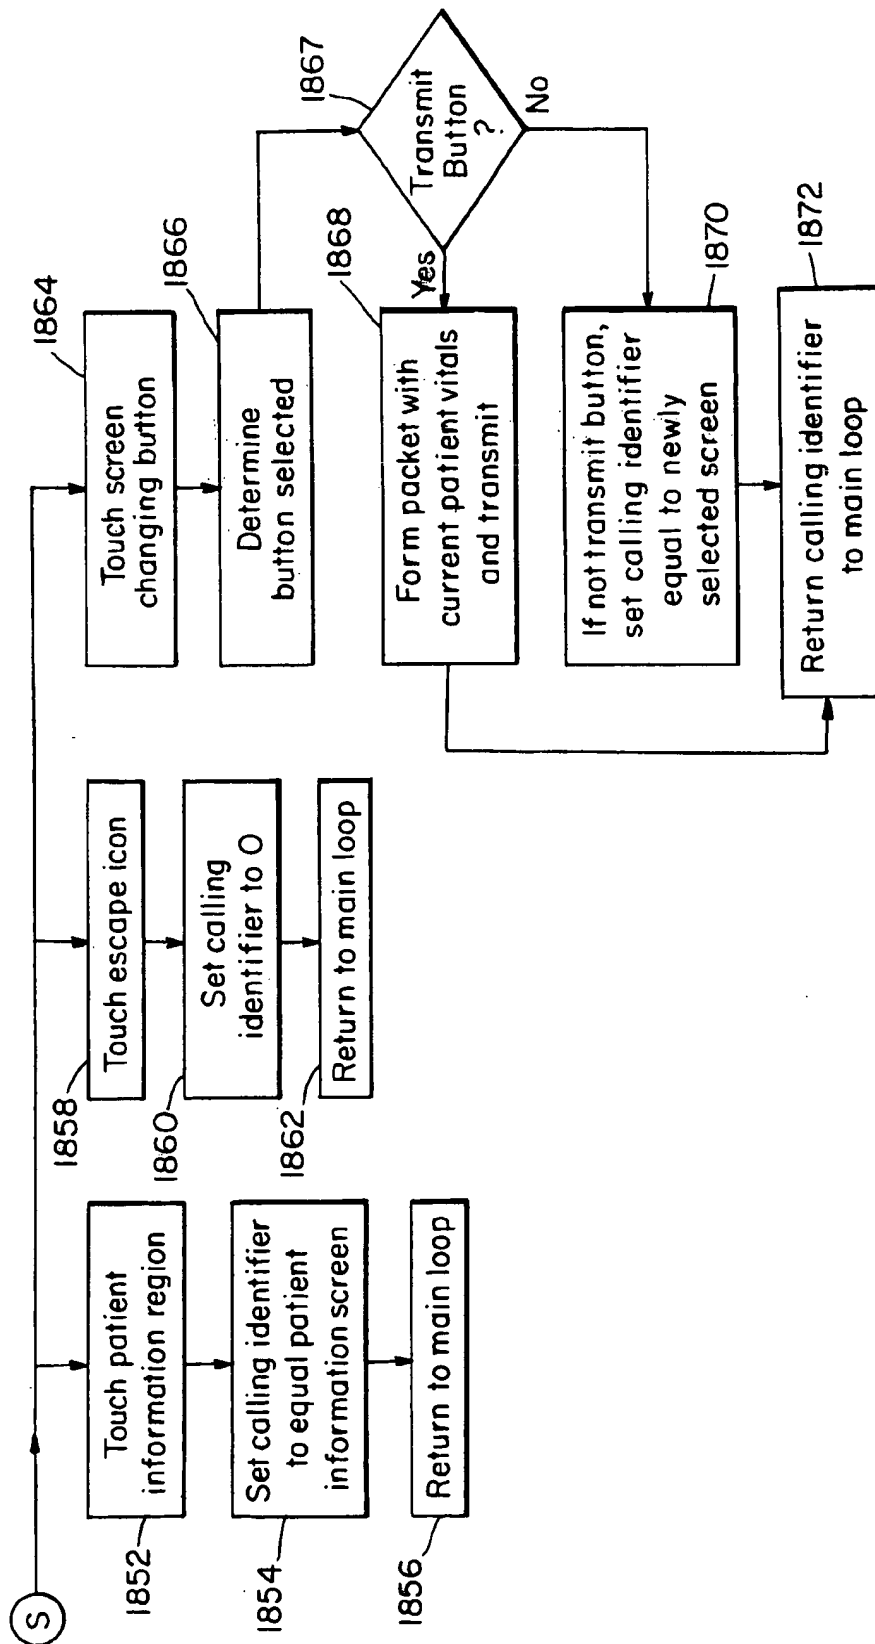 S
1852
Touch patient
information region
1854
Set calling identifier
to equal patient
information screen
1856
Return to main loop
1858
Touch escape icon
1860
Set calling
identifier to 0
1862
Return to main loop
1864
Touch screen
changing button
1866
Determine
button selected
1867
Transmit
Button
?
Yes
No
1868
Form packet with
current patient vitals
and transmit
1870
If not transmit button,
set calling identifier
equal to newly
selected screen
1872
Return calling identifier
to main loop